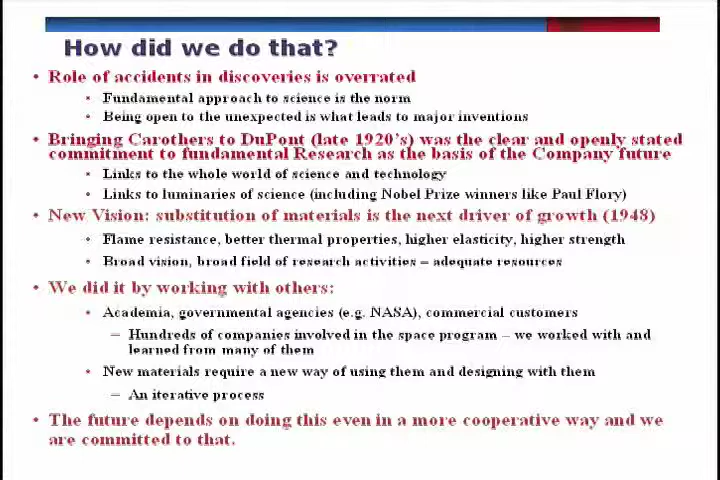 How did we do that?
• Role of accidents in discoveries is overrated
• Fundamental approach to science is the norm
• Being open to the unexpected is what leads to major inventions
• Bringing Carothers to DuPont (late 1920's) was the clear and openly stated
commitment to fundamental Research as the basis of the Company future
• Links to the whole world of science and technology
• Links to luminaries of science (including Nobel Prize winners like Paul Flory)
• New Vision: substitution of materials is the next driver of growth (1948)
• Flame resistance, better thermal properties, higher elasticity, higher strength
• Broad vision, broad field of research activities – adequate resources
• We did it by working with others:
• Academia, governmental agencies (e.g. NASA), commercial customers
– Hundreds of companies involved in the space program – we worked with and
learned from many of them
• New materials require a new way of using them and designing with them
– An iterative process
• The future depends on doing this even in a more cooperative way and we
are committed to that.